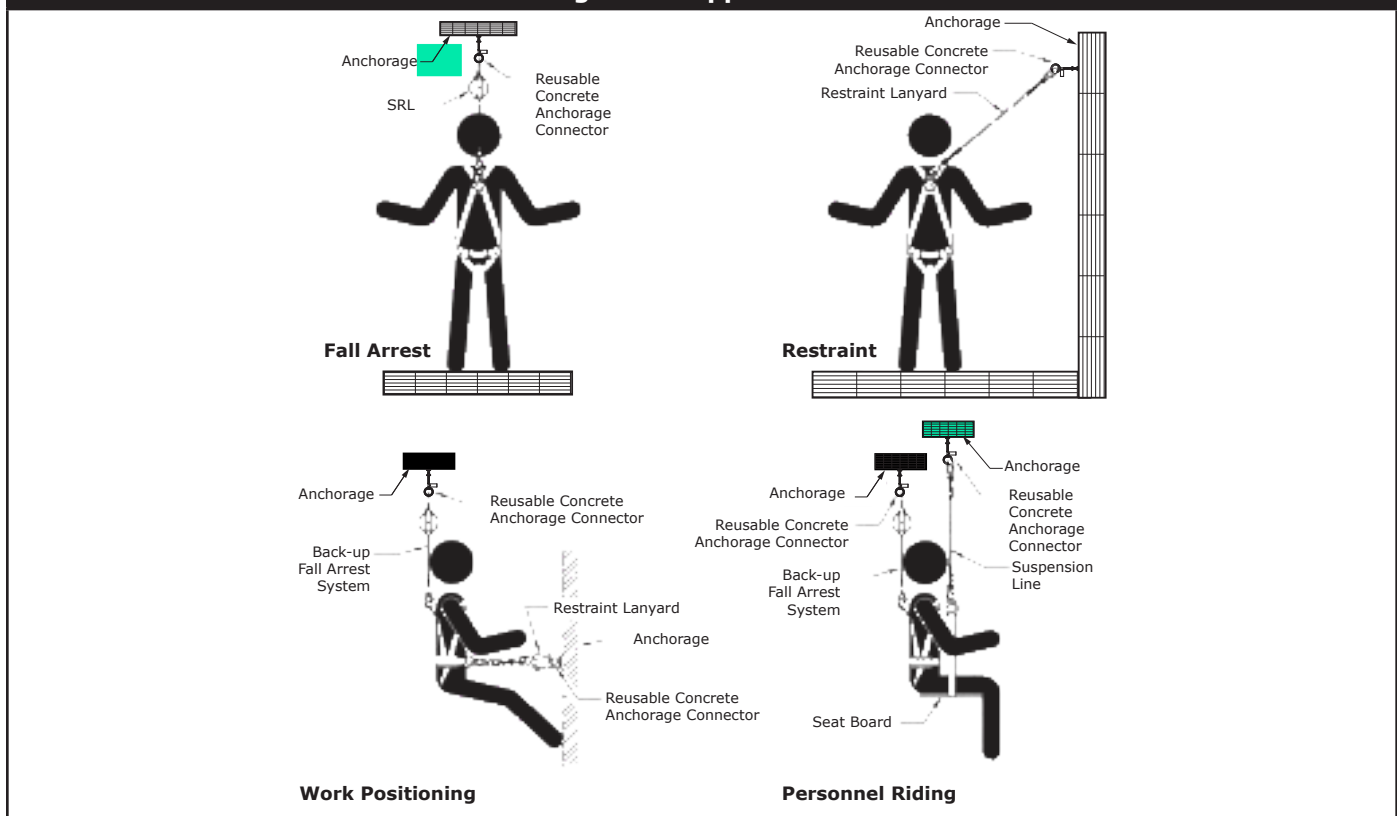 Anchorage
SRL
Reusable
Concrete
Anchorage
Connector
Fall Arrest
Anchorage
Reusable Concrete
Anchorage Connector
Restraint Lanyard
Restraint
Anchorage
Reusable Concrete
Anchorage Connector
Back-up
Fall Arrest
System
Restraint Lanyard
Anchorage
Reusable Concrete
Anchorage Connector
Work Positioning
Anchorage
Reusable Concrete
Anchorage Connector
Back-up
Fall Arrest
System
Anchorage
Reusable
Concrete
Anchorage
Connector
Suspension
Line
Seat Board
Personnel Riding